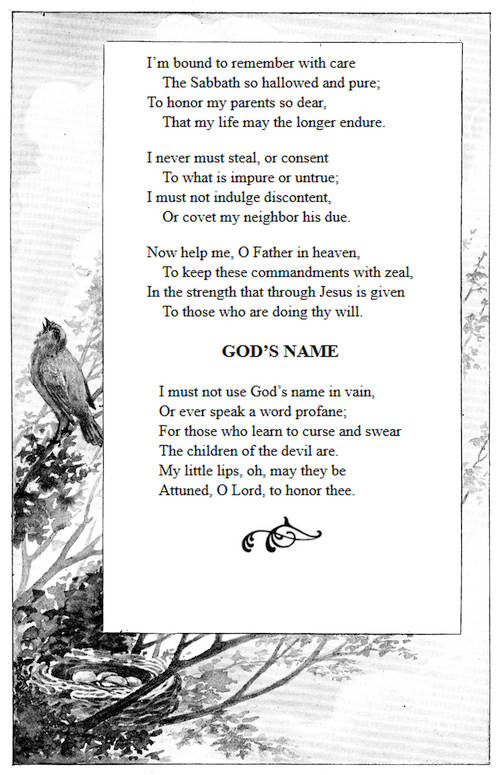 I'm bound to remember with care
The Sabbath so hallowed and pure;
To honor my parents so dear,
That my life may the longer endure.
I never must steal, or consent
To what is impure or untrue;
I must not indulge discontent,
Or covet my neighbor his due.
Now help me, O Father in heaven,
To keep these commandments with zeal,
In the strength that through Jesus is given
To those who are doing thy will.
GOD'S NAME
I must not use God's name in vain,
Or ever speak a word profane;
For those who learn to curse and swear
The children of the devil are.
My little lips, oh, may they be
Attuned, O Lord, to honor thee.